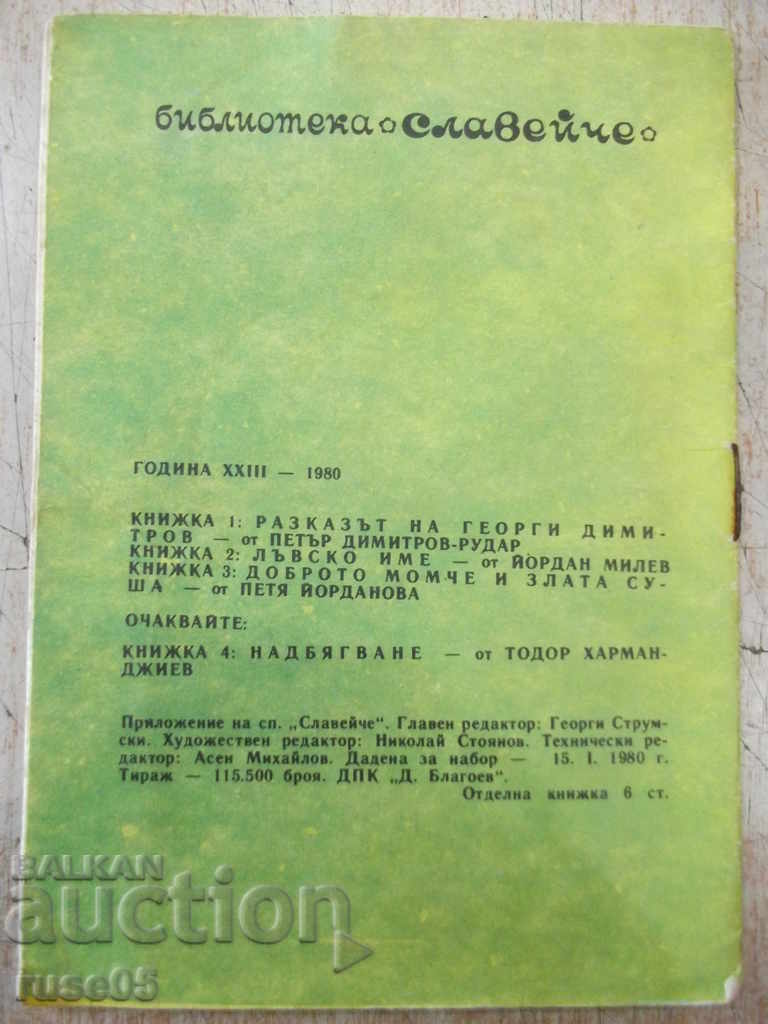 библиотека славейче
ГОДИНА XXIII — 1980
КНИЖКА 1: РАЗКАЗЪТ НА ГЕОРГИ ДИМИ-
ТРОВ — от ПЕТЪР ДИМИТРОВ-РУДАР
КНИЖКА 2: ЛЪВСКО ИМЕ — от ЙОРДАН МИЛЕВ
КНИЖКА 3: ДОБРОТО МОМЧЕ И ЗЛАТА СУ-
ША — от ПЕТЯ ЙОРДАНОВА
ОЧАКВАЙТЕ:
КНИЖКА 4: НАДБЯГВАНЕ — от ТОДОР ХАРМАН-
ДЖИЕВ
Приложение на сп. „Славейче“. Главен редактор: Георги Струм-
ски. Художествен редактор: Николай Стоянов. Технически ре-
дактор: Асен Михайлов. Дадена за набор — 15. I. 1980 г.
Тираж — 115.500 броя. ДПК „Д. Благоев“.
Отделна книжка 6 ст.
BALKAN
auction
ruse05